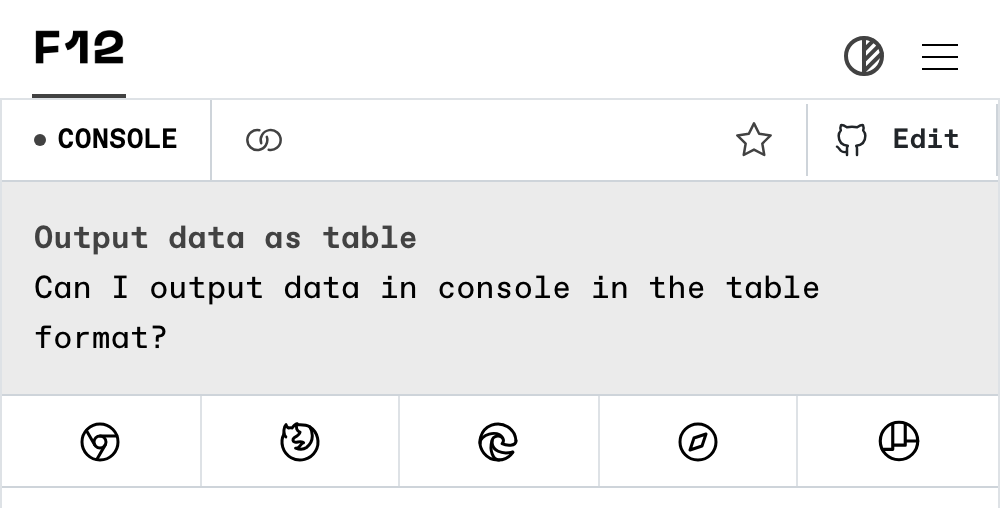 F12
CONSOLE
Edit
Output data as table
Can I output data in console in the table
format?